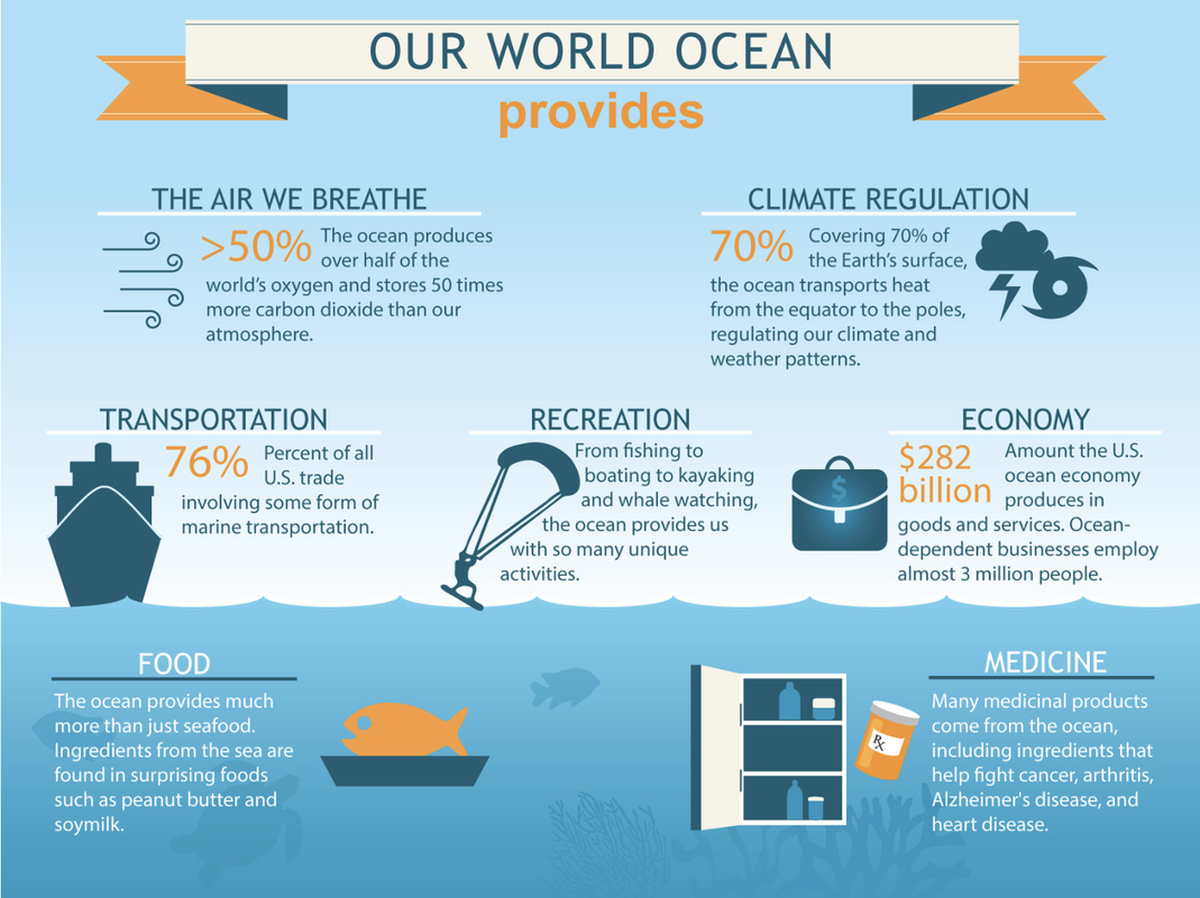 OUR WORLD OCEAN
provides
THE AIR WE BREATHE
>50% The ocean produces
over half of the
world's oxygen and stores 50 times
more carbon dioxide than our
atmosphere.
CLIMATE REGULATION
70% Covering 70% of
the Earth's surface,
the ocean transports heat
from the equator to the poles,
regulating our climate and
weather patterns.
TRANSPORTATION
76% Percent of all
U.S. trade
involving some form of
marine transportation.
RECREATION
From fishing to
boating to kayaking
and whale watching,
the ocean provides us
with so many unique
activities.
ECONOMY
$
$282
billion
Amount the U.S.
ocean economy
produces in
goods and services. Ocean-
dependent businesses employ
almost 3 million people.
FOOD
The ocean provides much
more than just seafood.
Ingredients from the sea are
found in surprising foods
such as peanut butter and
soymilk.
MEDICINE
Rx
Many medicinal products
come from the ocean,
including ingredients that
help fight cancer, arthritis,
Alzheimer's disease, and
heart disease.